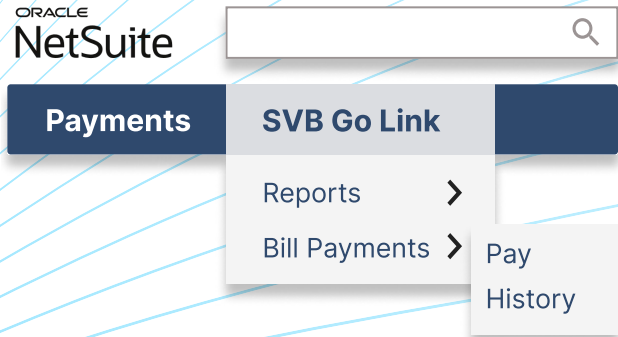 ORACLE
NetSuite
Payments
SVB Go Link
Reports
Bill Payments
Pay
History